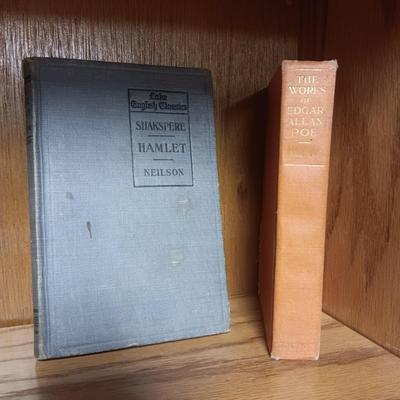 Lake
English Classics
SHAKSPERE
HAMLET
NEILSON
THE
WORKS
OF
EDGAR
ALLAN
POE